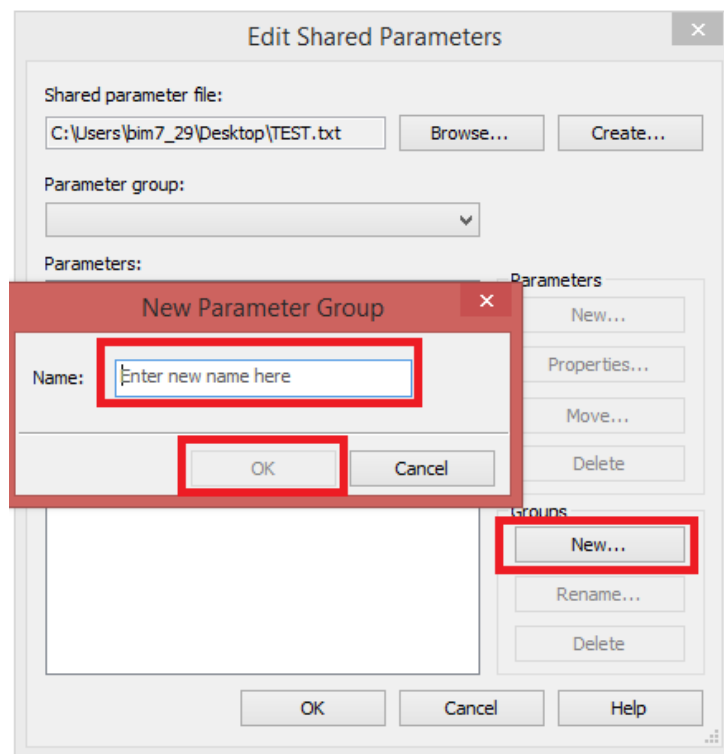 Edit Shared Parameters
Shared parameter file:
C:\Users\bim7_29\Desktop\TEST.txt Browse... Create...
Parameter group:
Parameters:
Parameters
New...
Properties...
Move...
Delete
New Parameter Group
Name: Enter new name here
OK Cancel
Groups
New...
Rename...
Delete
OK Cancel Help